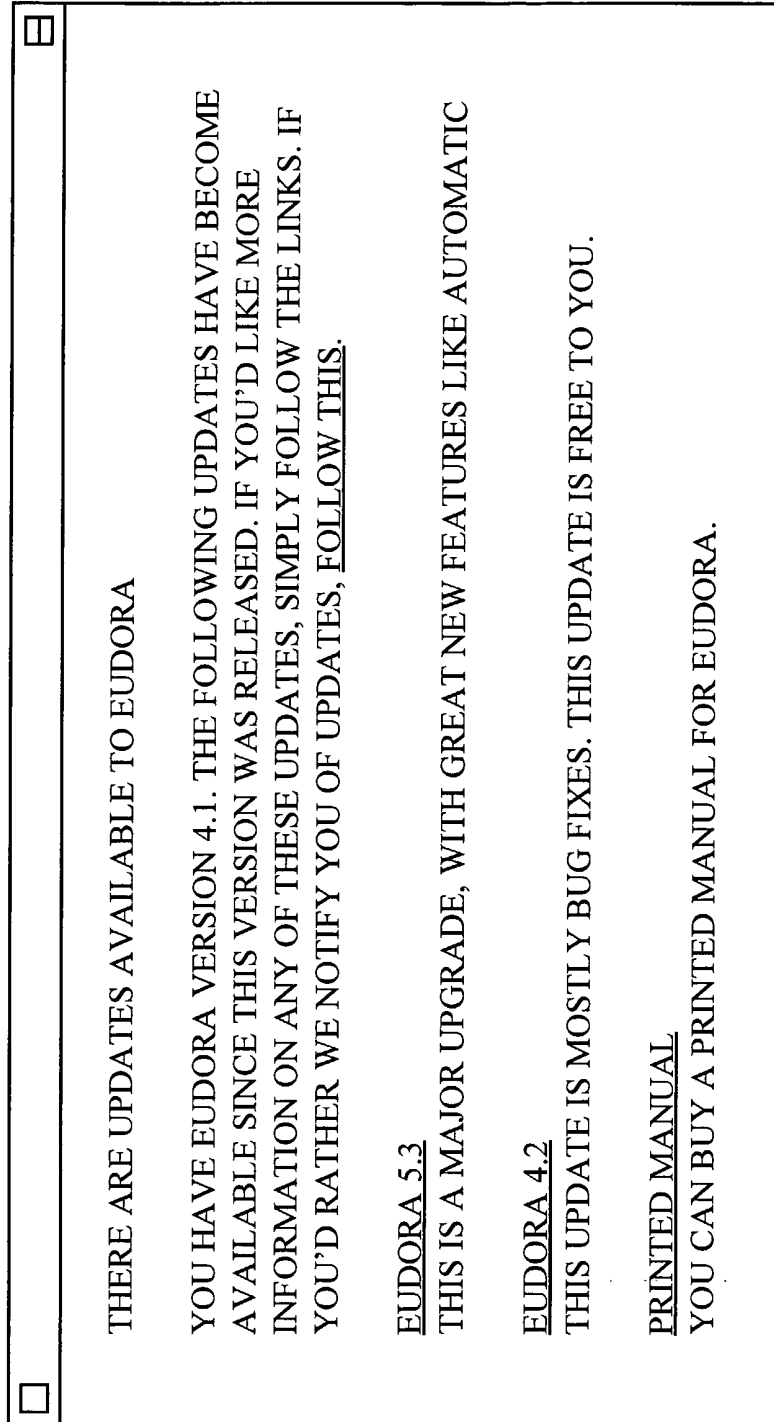 THERE ARE UPDATES AVAILABLE TO EUDORA
YOU HAVE EUDORA VERSION 4.1. THE FOLLOWING UPDATES HAVE BECOME
AVAILABLE SINCE THIS VERSION WAS RELEASED. IF YOU'D LIKE MORE
INFORMATION ON ANY OF THESE UPDATES, SIMPLY FOLLOW THE LINKS. IF
YOU'D RATHER WE NOTIFY YOU OF UPDATES, FOLLOW THIS.
EUDORA 5.3
THIS IS A MAJOR UPGRADE, WITH GREAT NEW FEATURES LIKE AUTOMATIC
EUDORA 4.2
THIS UPDATE IS MOSTLY BUG FIXES. THIS UPDATE IS FREE TO YOU.
PRINTED MANUAL
YOU CAN BUY A PRINTED MANUAL FOR EUDORA.